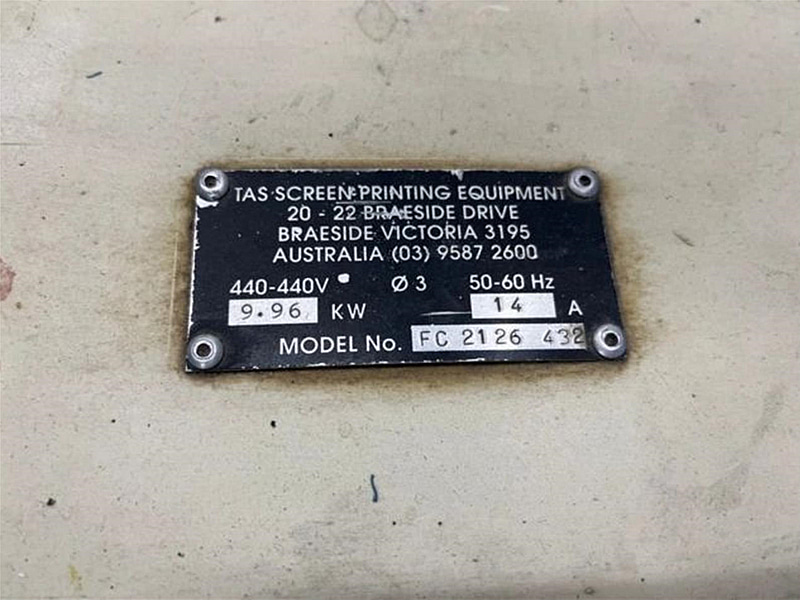 TAS SCREEN PRINTING EQUIPMENT
20 - 22 BRAESIDE DRIVE
BRAESIDE VICTORIA 3195
AUSTRALIA (03) 9587 2600
440-440V Ø 3 50-60 Hz
9.96 KW 14 A
MODEL No. FC 2126 432